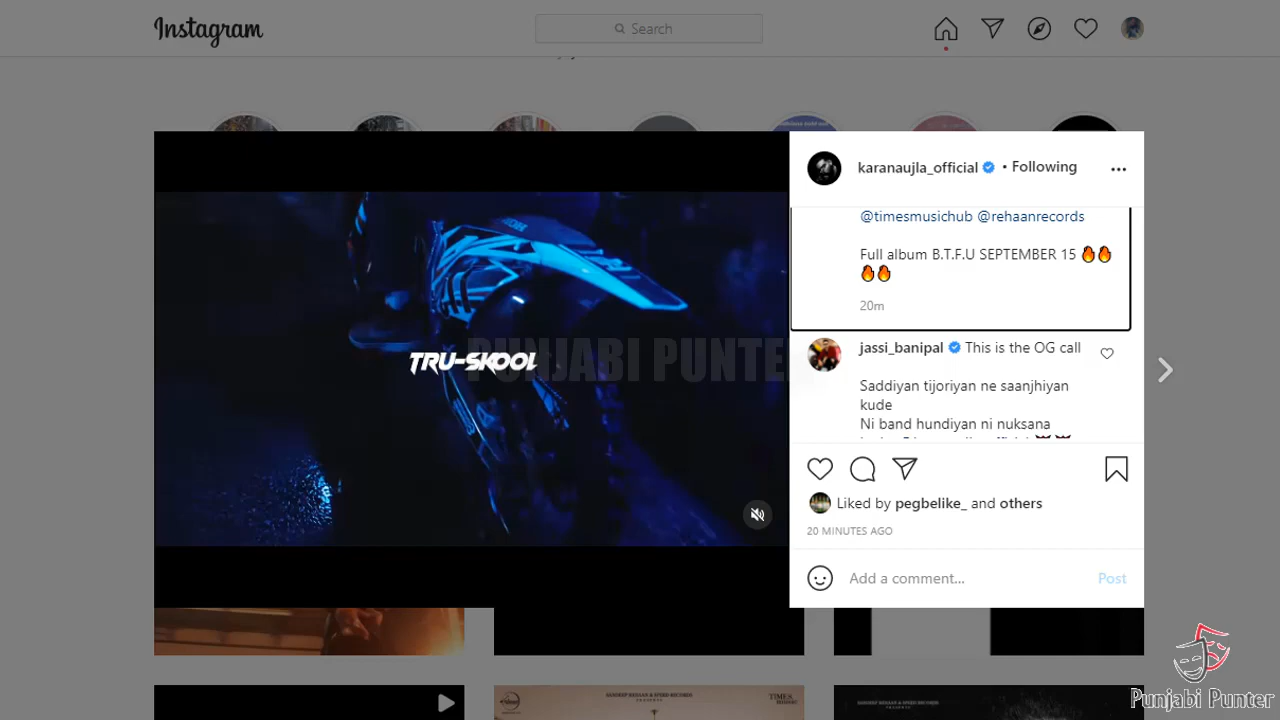 Instagram
Search
karanaujla_official • Following
@timesmusichub @rehaanrecords
Full album B.T.F.U SEPTEMBER 15 🔥🔥
🔥🔥
20m
TRU-SKOOL
PUNJABI PUNTER
jassi_banipal This is the OG call
Saddiyan tijoriyan ne saanjhiyan
kude
Ni band hundiyan ni nuksana
Liked by pegbelike_ and others
20 MINUTES AGO
Add a comment... Post
Punjabi Punter